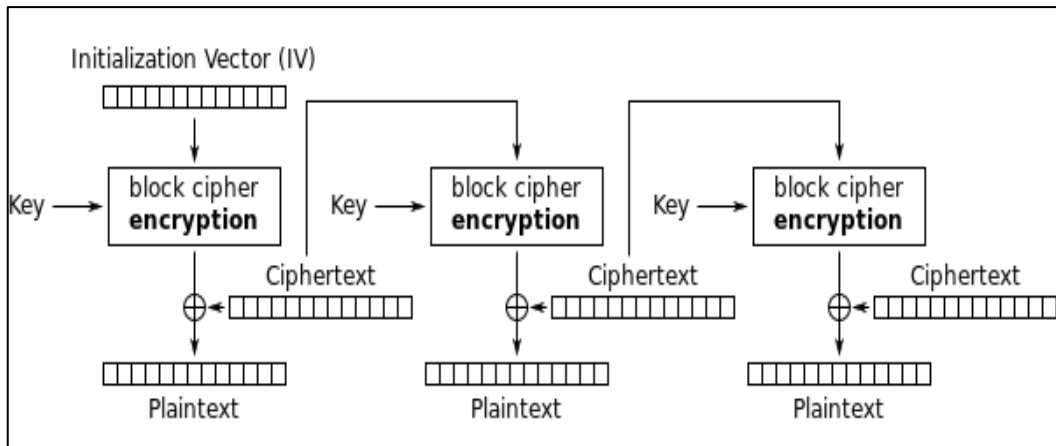 Initialization Vector (IV)
Key
block cipher
encryption
Ciphertext
Plaintext
Key
block cipher
encryption
Ciphertext
Plaintext
Key
block cipher
encryption
Ciphertext
Plaintext